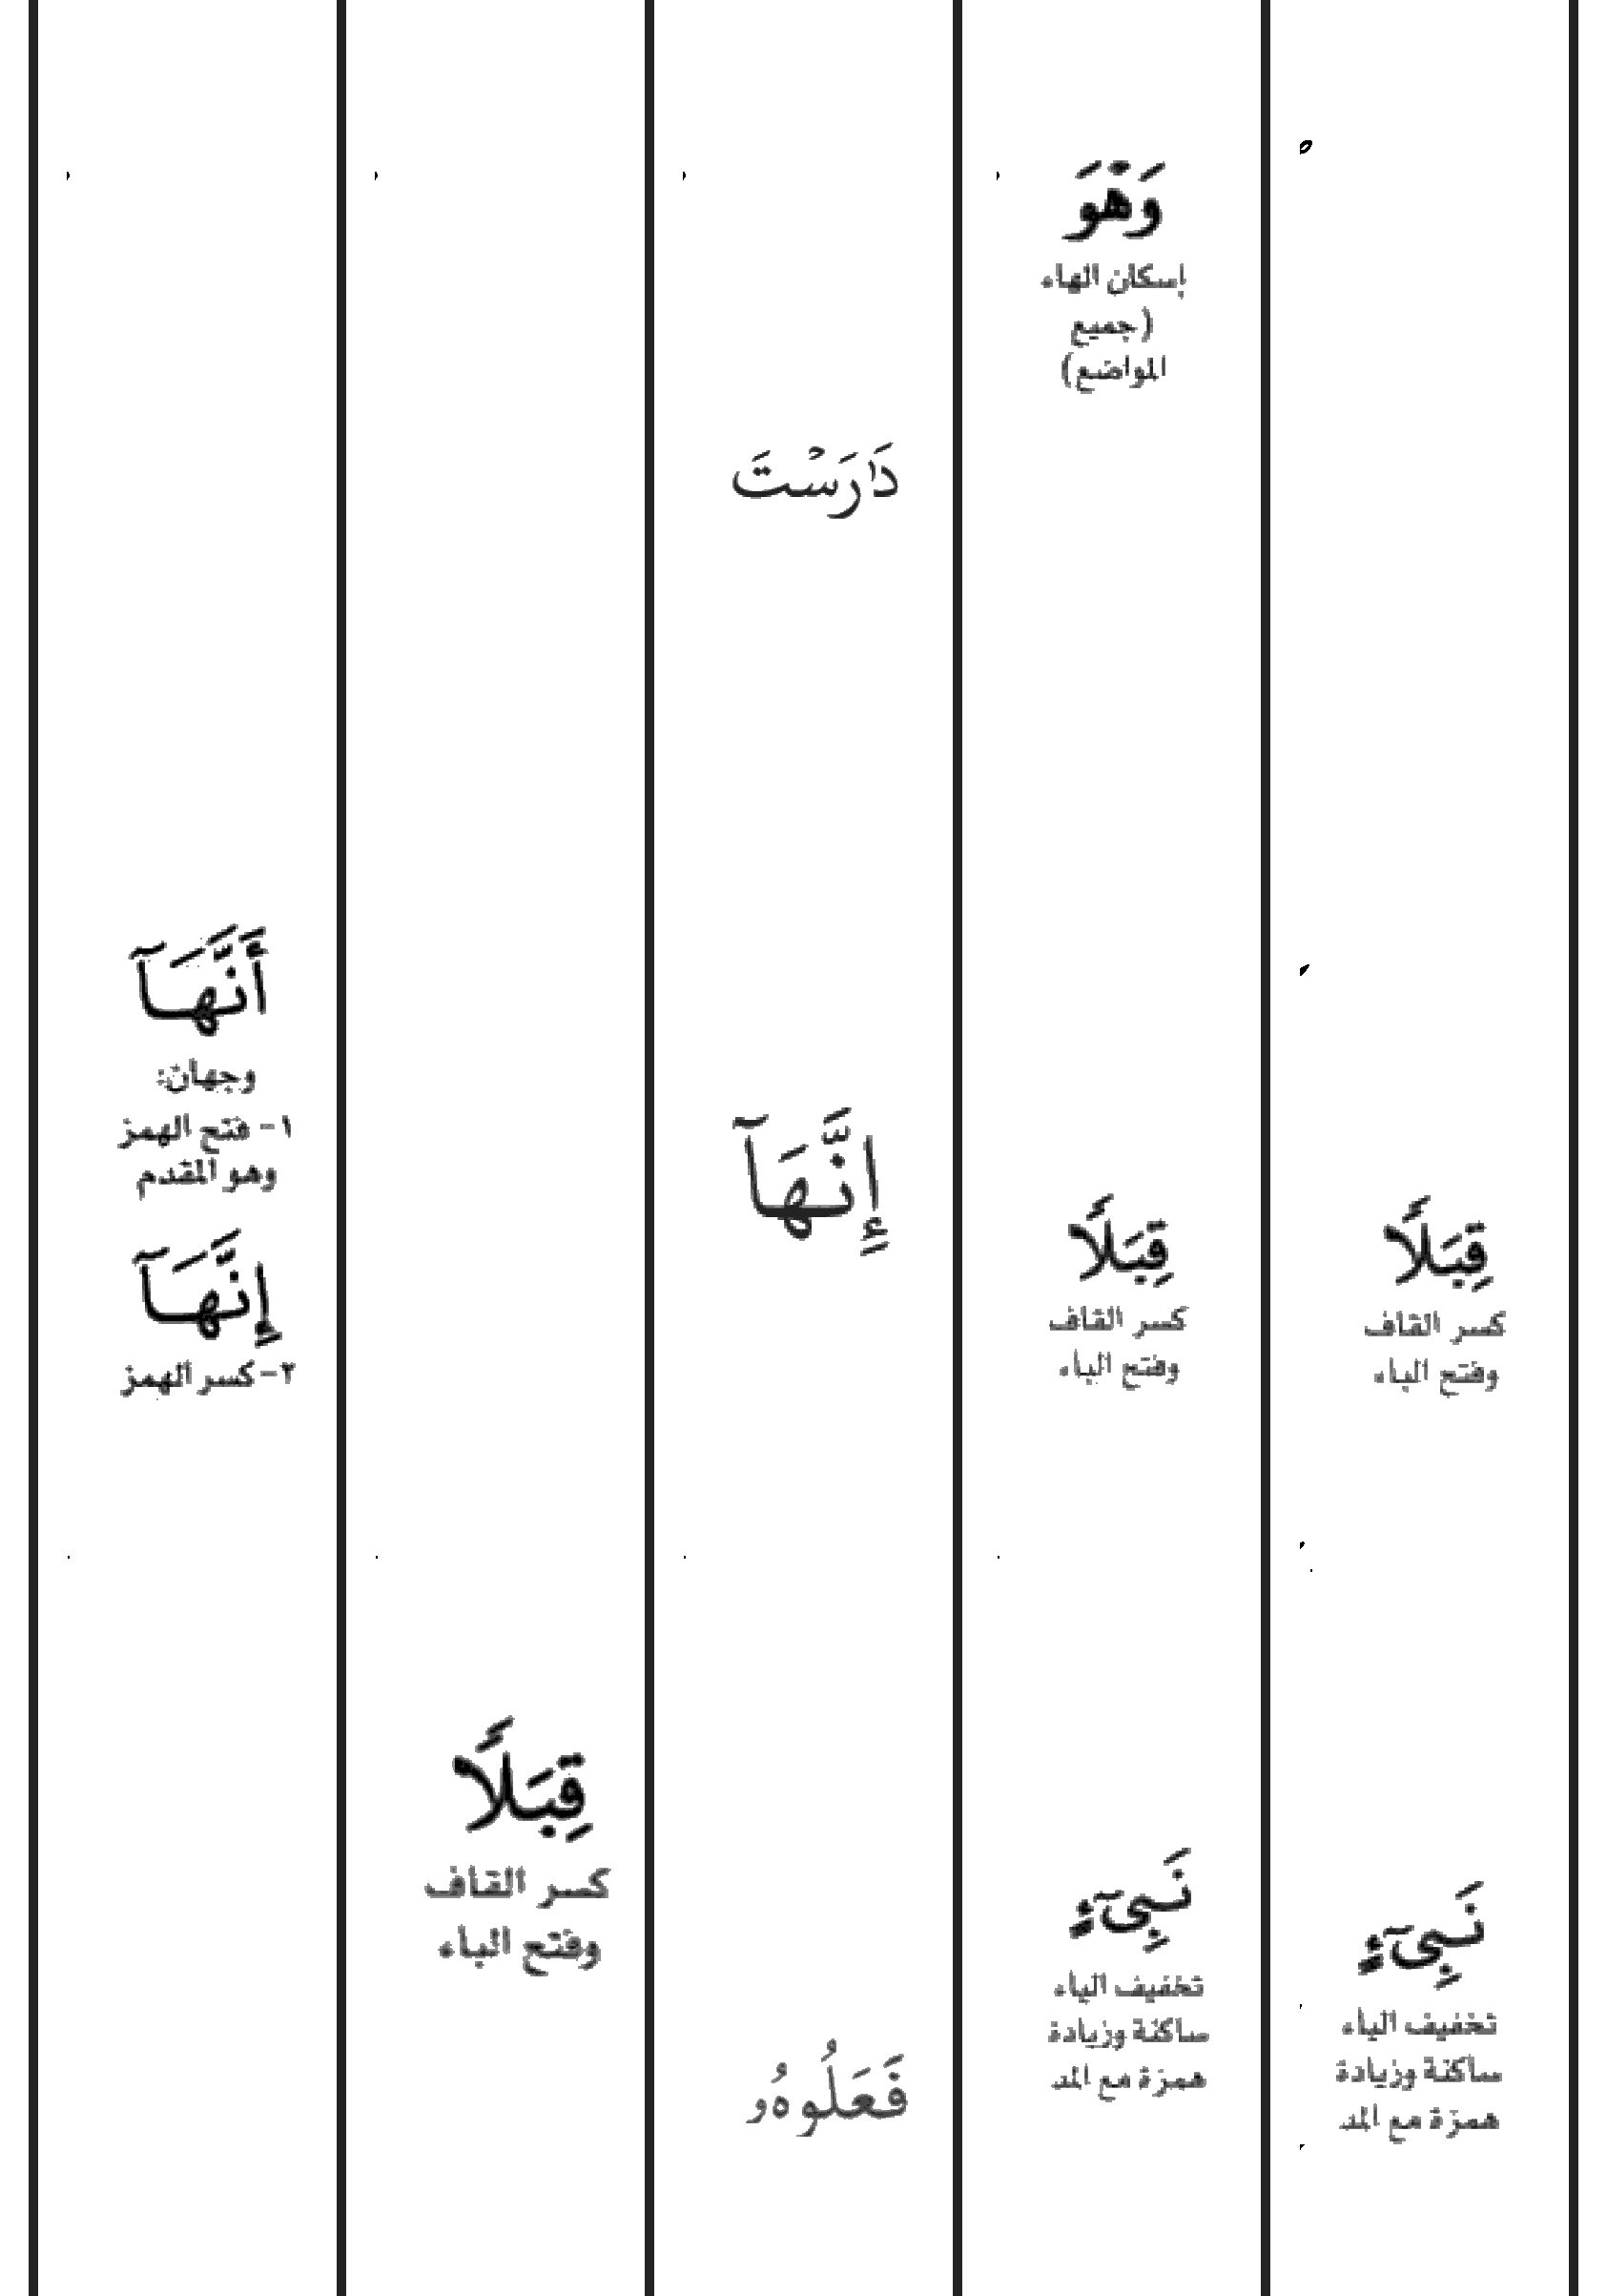 قِبَلًا
كسر القاف
وفتح الباء
نَبِىٓءٍ
تخفيف الياء
ساكنة وزيادة
همزة مع المد
وَهْوَ
إسكان الهاء
(جميع
المواضع)
قِبَلًا
كسر القاف
وفتح الباء
نَبِىٓءٍ
تخفيف الياء
ساكنة وزيادة
همزة مع المد
دَٰرَسْتَ
إِنَّهَآ
فَعَلُوهُۥ
قِبَلًا
كسر القاف
وفتح الباء
أَنَّهَآ
وجهان:
١- فتح الهمز
وهو المقدم
إِنَّهَآ
٢- كسر الهمز